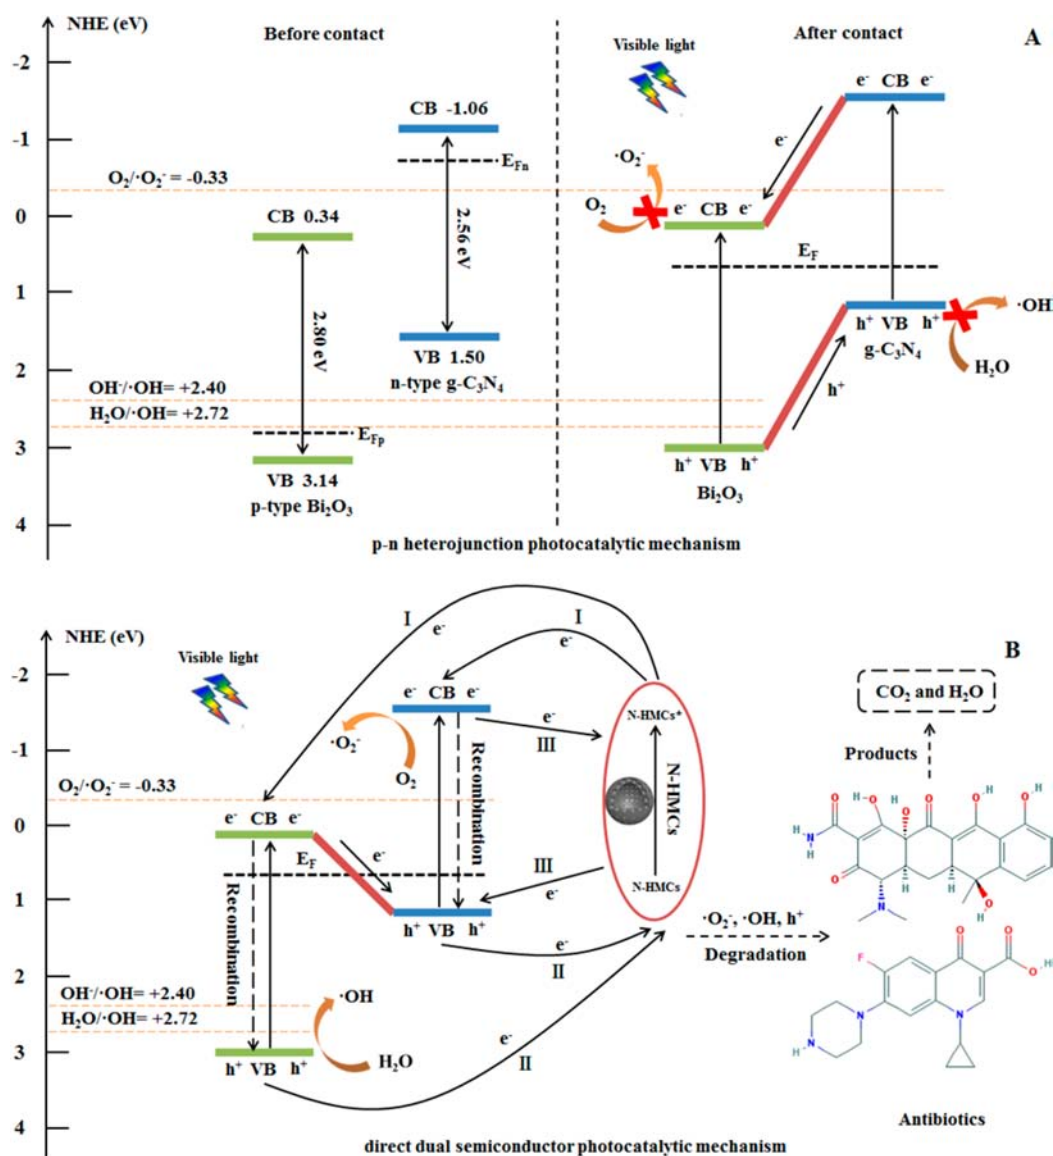 NHE (eV)
Before contact
After contact
A
Visible light
-2
-1
0
1
2
3
4
CB -1.06
E_Fn
2.56 eV
VB 1.50
n-type g-C₃N₄
O₂/·O₂⁻ = -0.33
CB 0.34
2.80 eV
OH⁻/·OH= +2.40
H₂O/·OH= +2.72
E_Fp
VB 3.14
p-type Bi₂O₃
e⁻ CB e⁻
e⁻
·O₂⁻
O₂
e⁻ CB e⁻
E_F
·OH
h⁺ VB h⁺
g-C₃N₄
H₂O
h⁺
h⁺ VB h⁺
Bi₂O₃
p-n heterojunction photocatalytic mechanism
NHE (eV)
B
Visible light
-2
-1
0
1
2
3
4
I
e⁻
I
e⁻
e⁻ CB e⁻
e⁻
III
·O₂⁻
O₂
Recombination
N-HMCs*
N-HMCs
N-HMCs
O₂/·O₂⁻ = -0.33
e⁻ CB e⁻
E_F
e⁻
III
e⁻
h⁺ VB h⁺
e⁻
II
Recombination
OH⁻/·OH= +2.40
H₂O/·OH= +2.72
·OH
H₂O
h⁺ VB h⁺
e⁻
II
CO₂ and H₂O
Products
·O₂⁻, ·OH, h⁺
Degradation
O
OH
H
O
O
O
H
O
H
O
H
H
N
H
O
H
H
N
O
H
O
O
F
O
H
N
N
N
H
Antibiotics
direct dual semiconductor photocatalytic mechanism